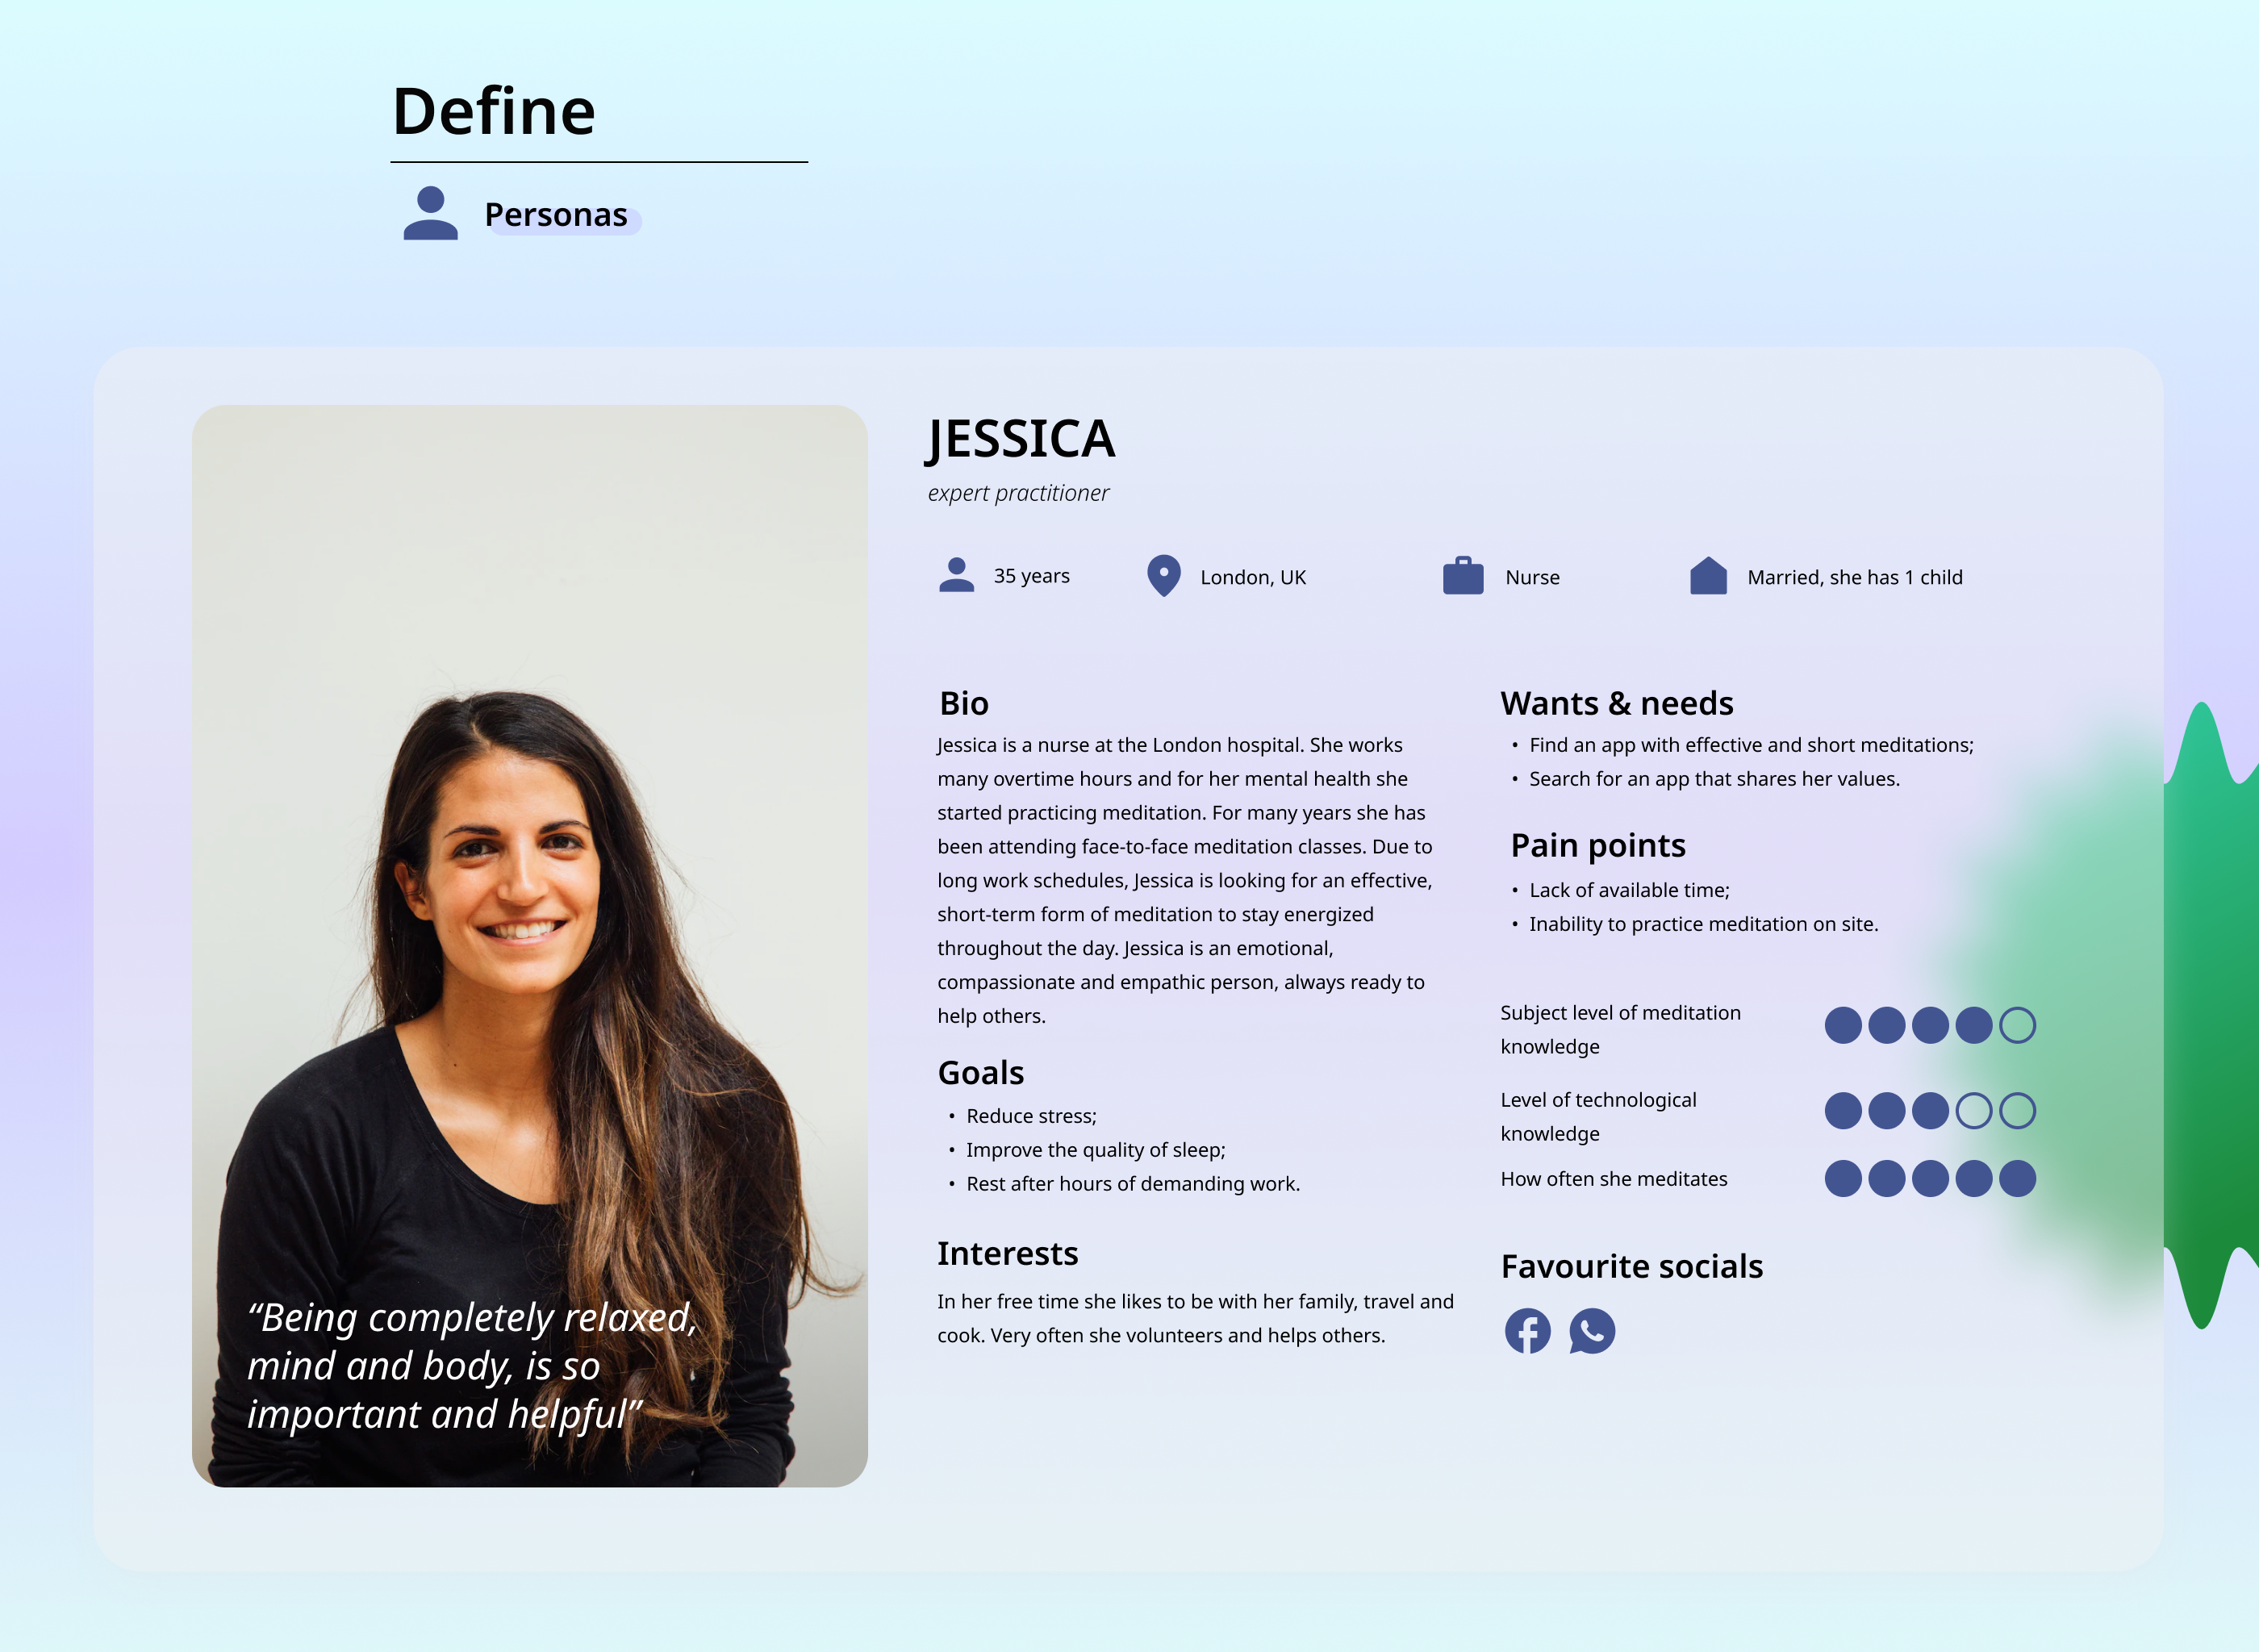 Define
Personas
JESSICA
expert practitioner
35 years
London, UK
Nurse
Married, she has 1 child
Bio
Jessica is a nurse at the London hospital. She works
many overtime hours and for her mental health she
started practicing meditation. For many years she has
been attending face-to-face meditation classes. Due to
long work schedules, Jessica is looking for an effective,
short-term form of meditation to stay energized
throughout the day. Jessica is an emotional,
compassionate and empathic person, always ready to
help others.
Goals
• Reduce stress;
• Improve the quality of sleep;
• Rest after hours of demanding work.
Interests
In her free time she likes to be with her family, travel and
cook. Very often she volunteers and helps others.
Wants & needs
• Find an app with effective and short meditations;
• Search for an app that shares her values.
Pain points
• Lack of available time;
• Inability to practice meditation on site.
Subject level of meditation
knowledge
Level of technological
knowledge
How often she meditates
Favourite socials
“Being completely relaxed,
mind and body, is so
important and helpful”